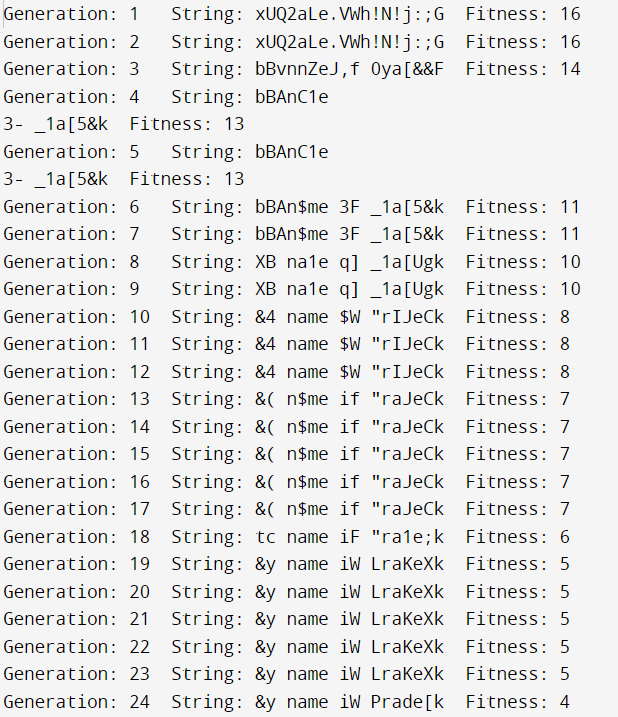 Generation: 1 String: xUQ2aLe.VWh!N!j:;G Fitness: 16
Generation: 2 String: xUQ2aLe.VWh!N!j:;G Fitness: 16
Generation: 3 String: bBvnnZeJ,f 0ya[&&F Fitness: 14
Generation: 4 String: bBAnC1e
3- _1a[5&k Fitness: 13
Generation: 5 String: bBAnC1e
3- _1a[5&k Fitness: 13
Generation: 6 String: bBAn$me 3F _1a[5&k Fitness: 11
Generation: 7 String: bBAn$me 3F _1a[5&k Fitness: 11
Generation: 8 String: XB na1e q] _1a[Ugk Fitness: 10
Generation: 9 String: XB na1e q] _1a[Ugk Fitness: 10
Generation: 10 String: &4 name $W "rIJeCk Fitness: 8
Generation: 11 String: &4 name $W "rIJeCk Fitness: 8
Generation: 12 String: &4 name $W "rIJeCk Fitness: 8
Generation: 13 String: &( n$me if "raJeCk Fitness: 7
Generation: 14 String: &( n$me if "raJeCk Fitness: 7
Generation: 15 String: &( n$me if "raJeCk Fitness: 7
Generation: 16 String: &( n$me if "raJeCk Fitness: 7
Generation: 17 String: &( n$me if "raJeCk Fitness: 7
Generation: 18 String: tc name iF "ra1e;k Fitness: 6
Generation: 19 String: &y name iW LraKeXk Fitness: 5
Generation: 20 String: &y name iW LraKeXk Fitness: 5
Generation: 21 String: &y name iW LraKeXk Fitness: 5
Generation: 22 String: &y name iW LraKeXk Fitness: 5
Generation: 23 String: &y name iW LraKeXk Fitness: 5
Generation: 24 String: &y name iW Prade[k Fitness: 4